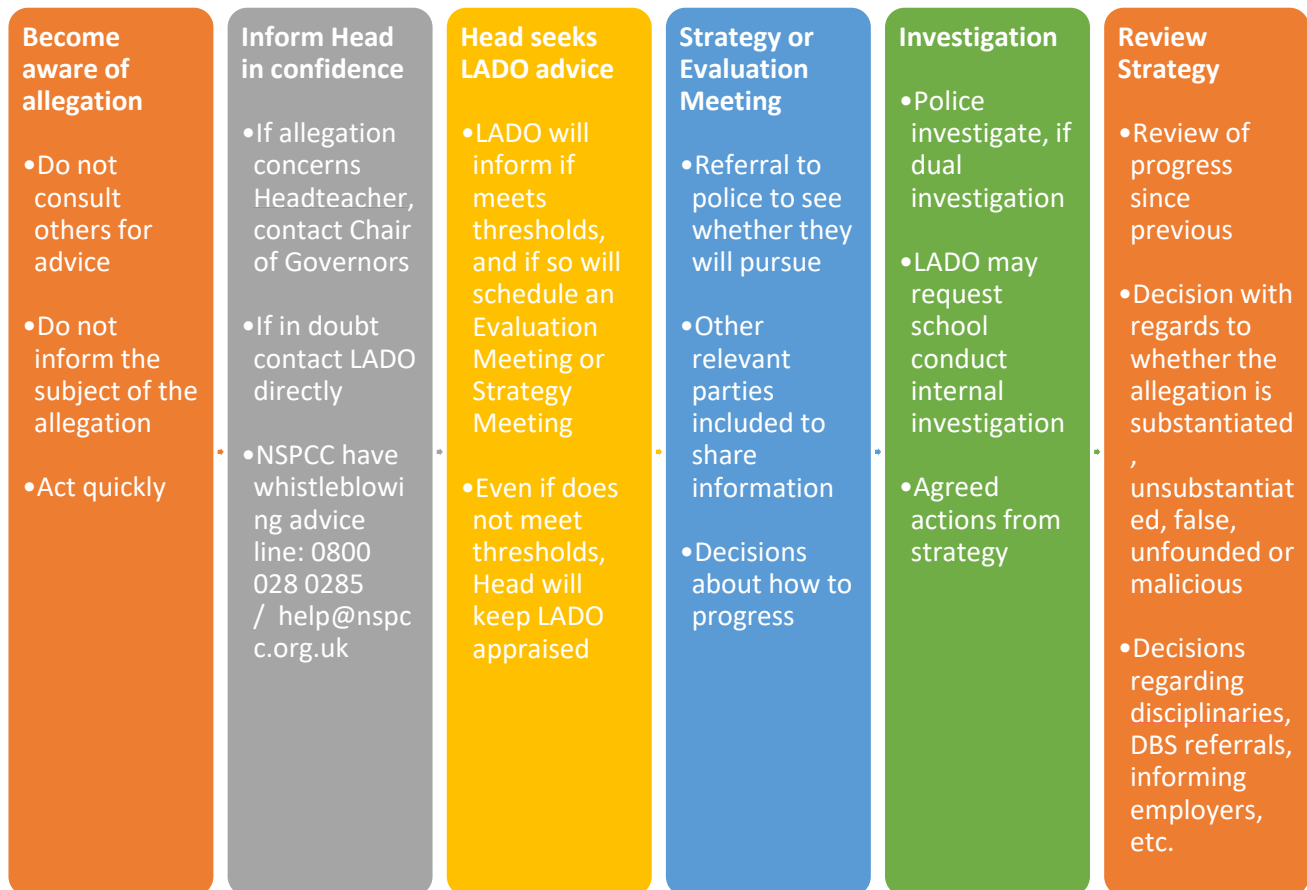 Become
aware of
allegation
•Do not
consult
others for
advice
•Do not
inform the
subject of the
allegation
•Act quickly
Inform Head
in confidence
•If allegation
concerns
Headteacher,
contact Chair
of Governors
•If in doubt
contact LADO
directly
•NSPCC have
whistleblowi
ng advice
line: 0800
028 0285
/ help@nspc
c.org.uk
Head seeks
LADO advice
•LADO will
inform if
meets
thresholds,
and if so will
schedule an
Evaluation
Meeting or
Strategy
Meeting
•Even if does
not meet
thresholds,
Head will
keep LADO
appraised
Strategy or
Evaluation
Meeting
•Referral to
police to see
whether they
will pursue
•Other
relevant
parties
included to
share
information
•Decisions
about how to
progress
Investigation
•Police
investigate, if
dual
investigation
•LADO may
request
school
conduct
internal
investigation
•Agreed
actions from
strategy
Review
Strategy
•Review of
progress
since
previous
•Decision with
regards to
whether the
allegation is
substantiated
,
unsubstantiat
ed, false,
unfounded or
malicious
•Decisions
regarding
disciplinaries,
DBS referrals,
informing
employers,
etc.